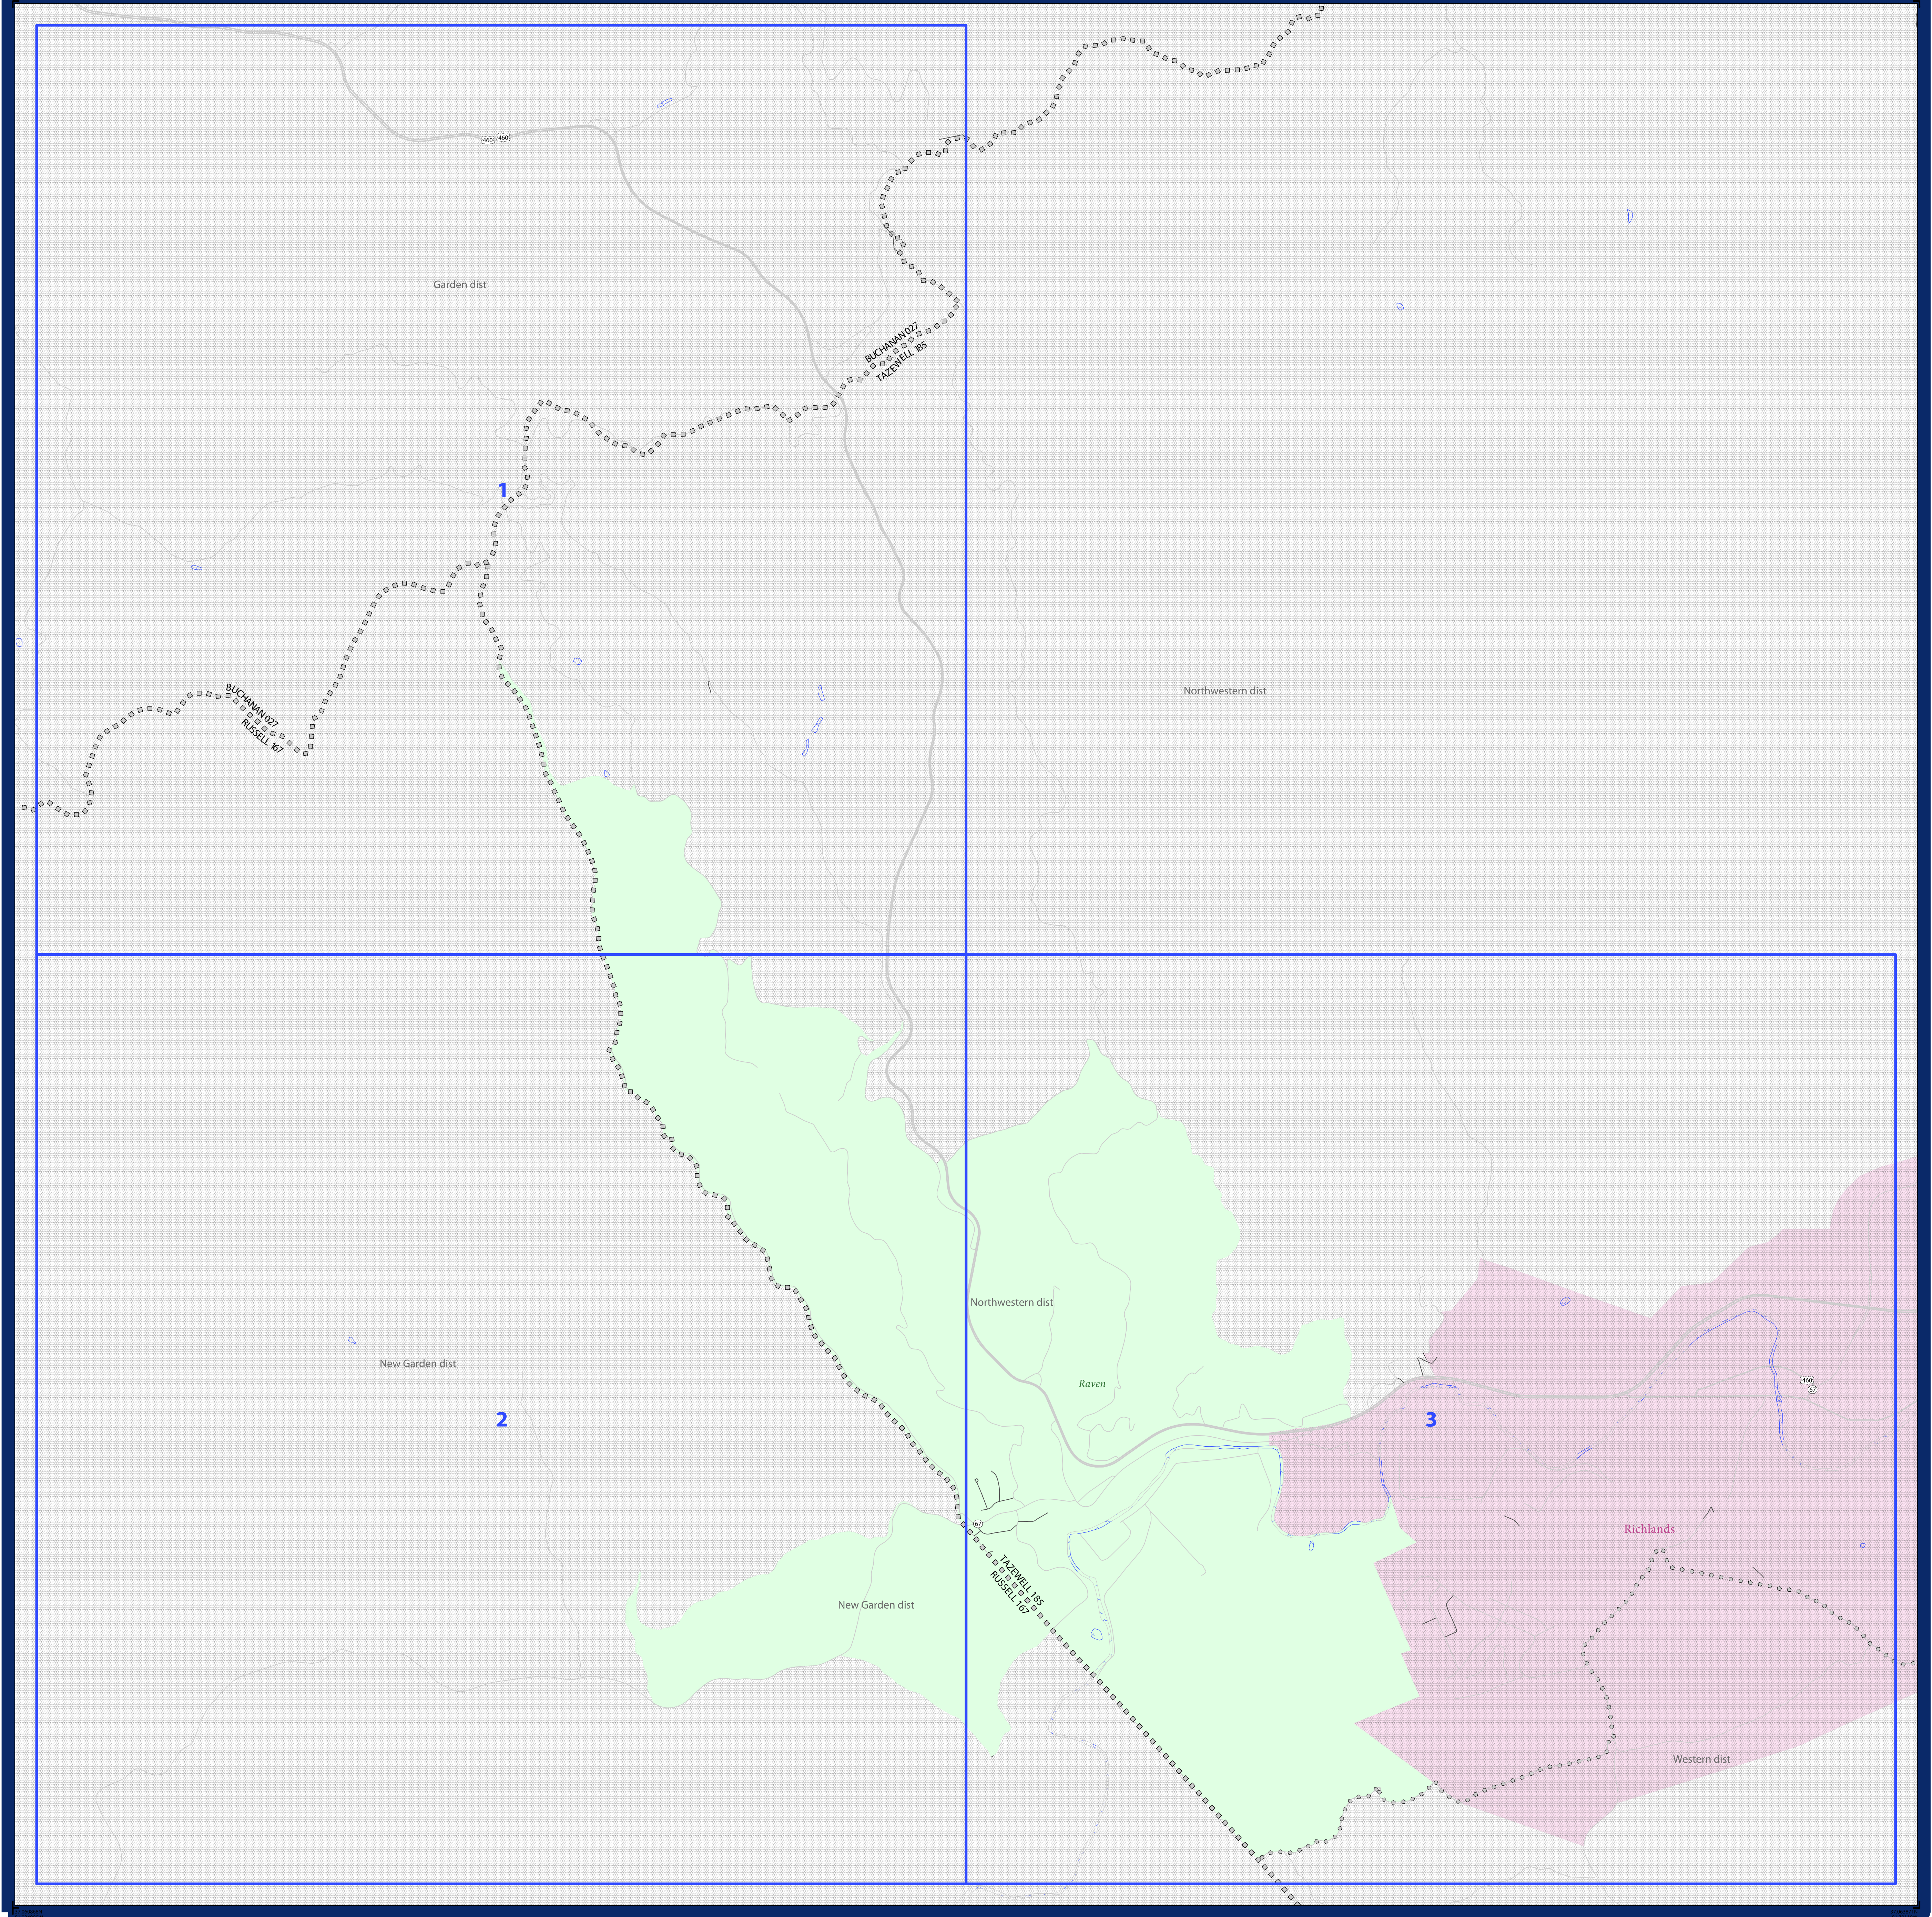 460 460
Garden dist
BUCHANAN 027
TAZEWELL 185
1
Northwestern dist
BUCHANAN 027
RUSSELL 167
Northwestern dist
New Garden dist
Raven
460
67
2
3
67
Richlands
TAZEWELL 185
RUSSELL 167
New Garden dist
Western dist